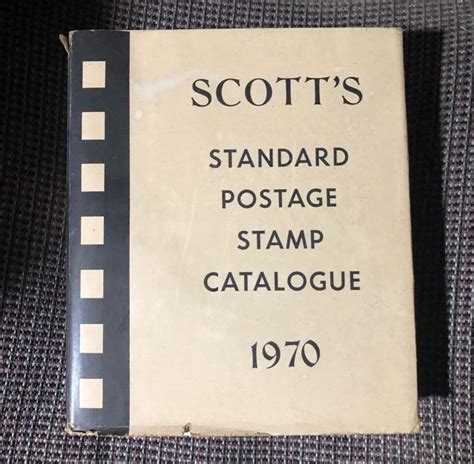 SCOTT'S
STANDARD
POSTAGE
STAMP
CATALOGUE
1970